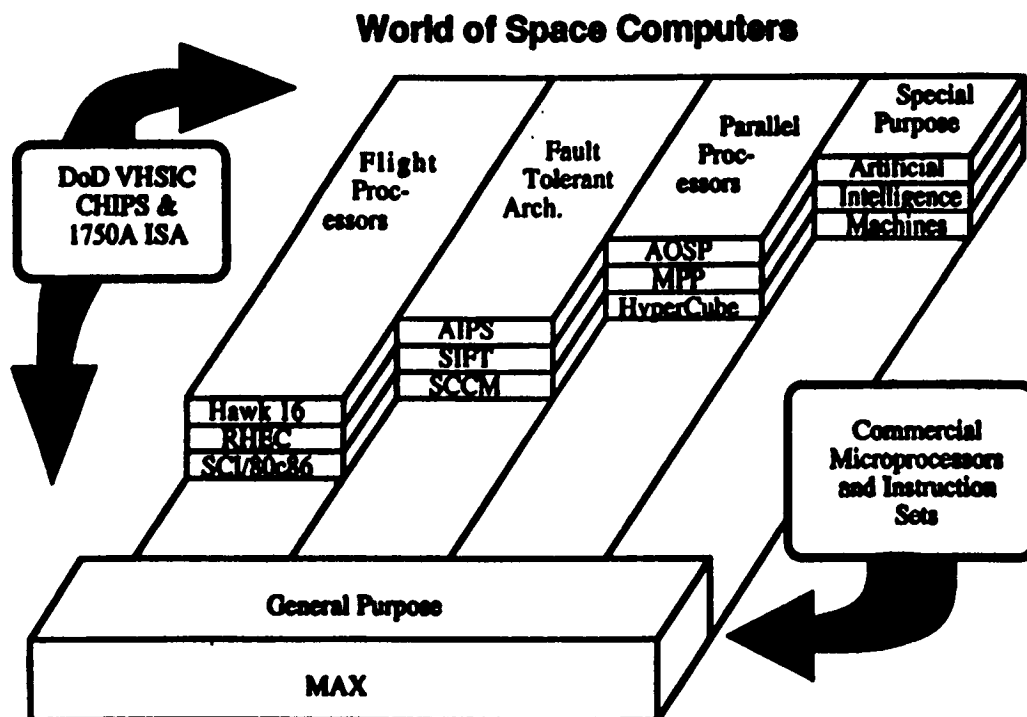 World of Space Computers
DoD VHSIC
CHIPS &
1750A ISA
Flight
Proc-
essors
Fault
Tolerant
Arch.
Parallel
Proc-
essors
Special
Purpose
Artificial
Intelligence
Machines
AOSP
MPP
HyperCube
AIPS
SIFT
SCCM
Hawk 16
RHEC
SCI/80c86
Commercial
Microprocessors
and Instruction
Sets
General Purpose
MAX